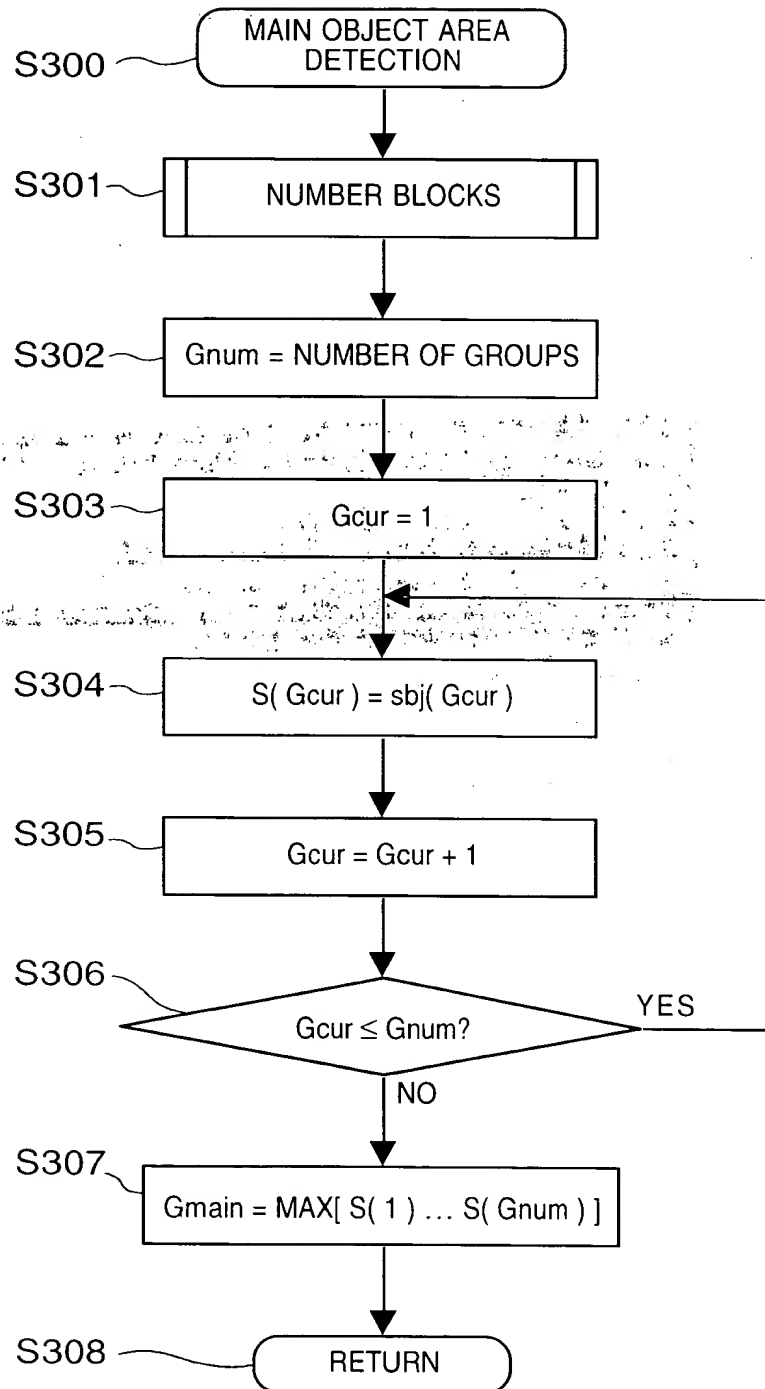 MAIN OBJECT AREA
DETECTION
S300
S301
NUMBER BLOCKS
S302
Gnum = NUMBER OF GROUPS
S303
Gcur = 1
S304
S( Gcur ) = sbj( Gcur )
S305
Gcur = Gcur + 1
S306
Gcur ≤ Gnum?
YES
NO
S307
Gmain = MAX[ S( 1 ) ... S( Gnum ) ]
S308
RETURN